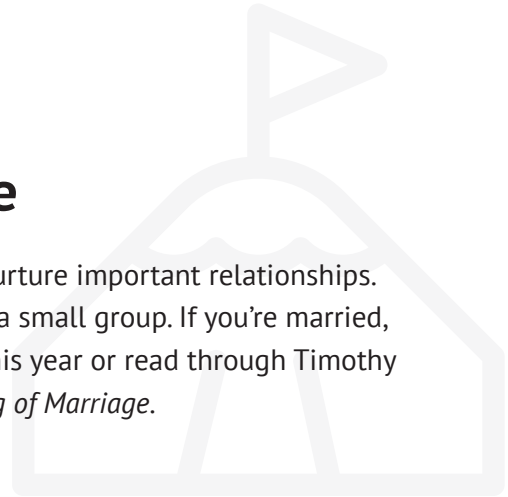 e
urture important relationships.
a small group. If you’re married,
is year or read through Timothy
g of Marriage.